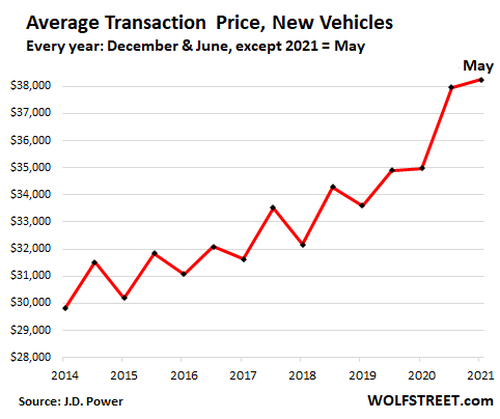 Average Transaction Price, New Vehicles
Every year: December & June, except 2021 = May
May
$38,000
$37,000
$36,000
$35,000
$34,000
$33,000
$32,000
$31,000
$30,000
$29,000
$28,000
2014 2015 2016 2017 2018 2019 2020 2021
Source: J.D. Power WOLFSTREET.com